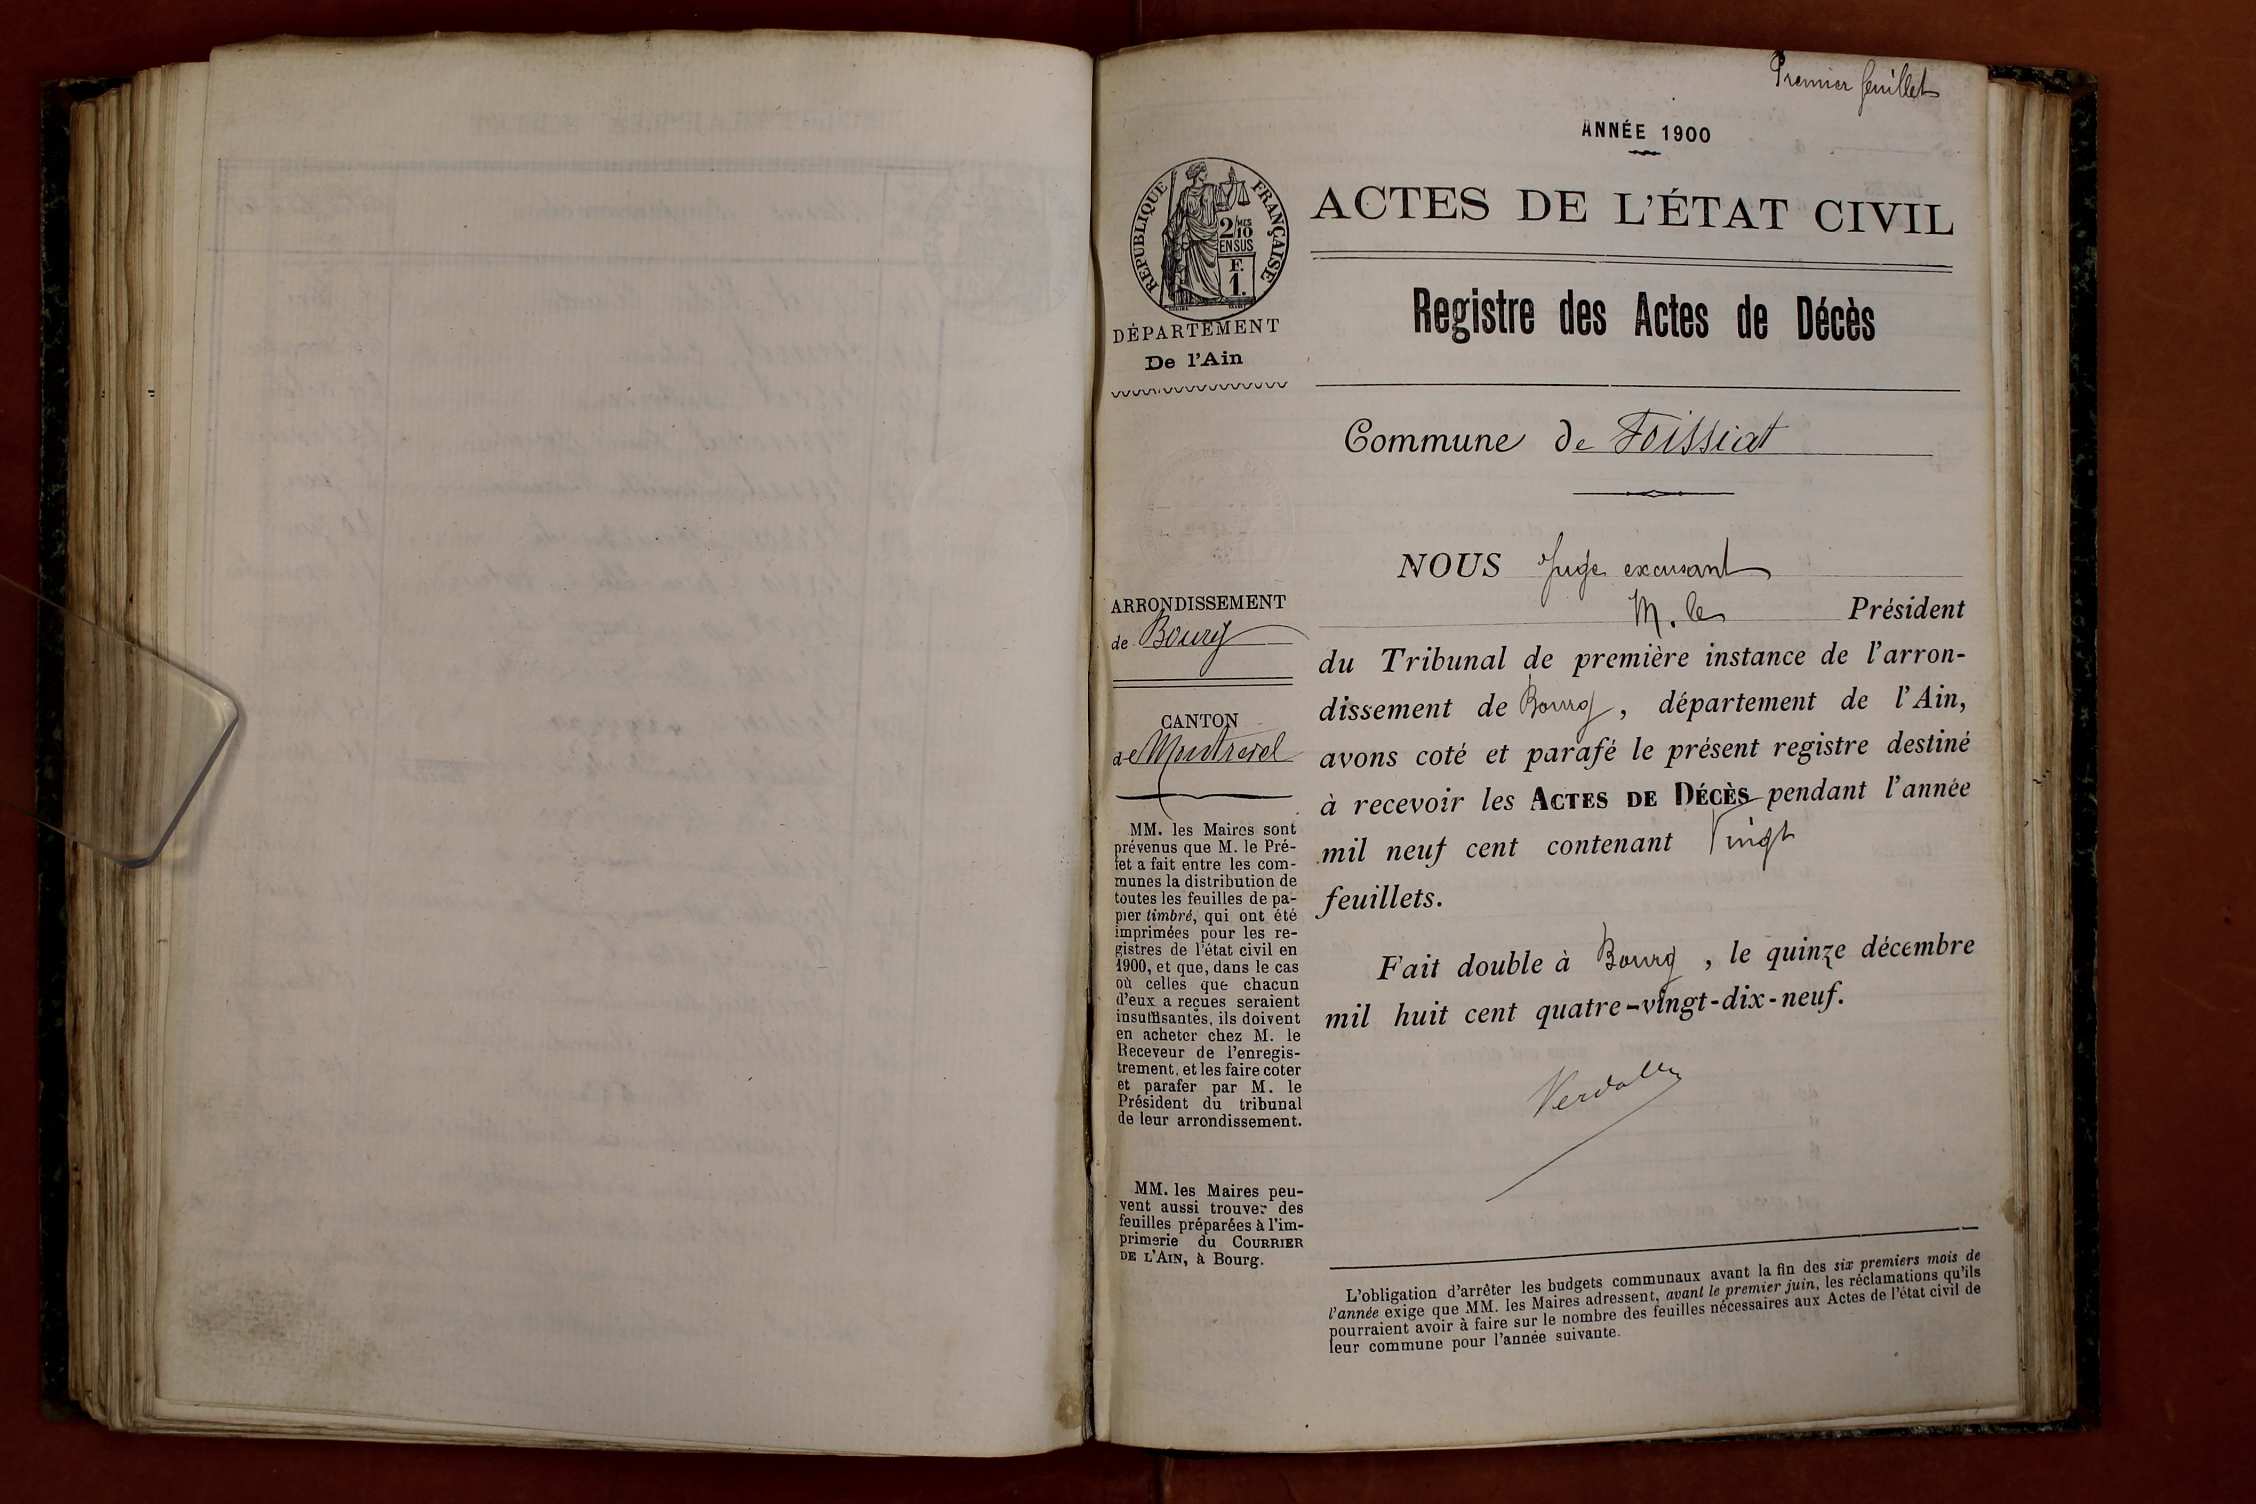 Premier feuillet
ANNÉE 1900
RÉPUBLIQUE FRANÇAISE
2/MES
10
EN SUS
F.
1.
DÉPARTEMENT
De l'Ain
ACTES DE L'ÉTAT CIVIL
Registre des Actes de Décès
Commune de Foissiat
ARRONDISSEMENT
de Bourg
CANTON
de Montrevel
MM. les Maires sont
prévenus que M. le Pré-
fet a fait entre les com-
munes la distribution de
toutes les feuilles de pa-
pier timbré, qui ont été
imprimées pour les re-
gistres de l'état civil en
1900, et que, dans le cas
où celles que chacun
d'eux a reçues seraient
insuffisantes, ils doivent
en acheter chez M. le
Receveur de l'enregis-
trement, et les faire coter
et parafer par M. le
Président du tribunal
de leur arrondissement.
MM. les Maires peu-
vent aussi trouver des
feuilles préparées à l'im-
primerie du COURRIER
DE L'AIN, à Bourg.
NOUS Juge excusant
M. le Président
du Tribunal de première instance de l'arron-
dissement de Bourg, département de l'Ain,
avons coté et parafé le présent registre destiné
à recevoir les ACTES DE DÉCÈS pendant l'année
mil neuf cent contenant Vingt
feuillets.
Fait double à Bourg, le quinze décembre
mil huit cent quatre-vingt-dix-neuf.
L'obligation d'arrêter les budgets communaux avant la fin des six premiers mois de
l'année exige que MM. les Maires adressent, avant le premier juin, les réclamations qu'ils
pourraient avoir à faire sur le nombre des feuilles nécessaires aux Actes de l'état civil de
leur commune pour l'année suivante.